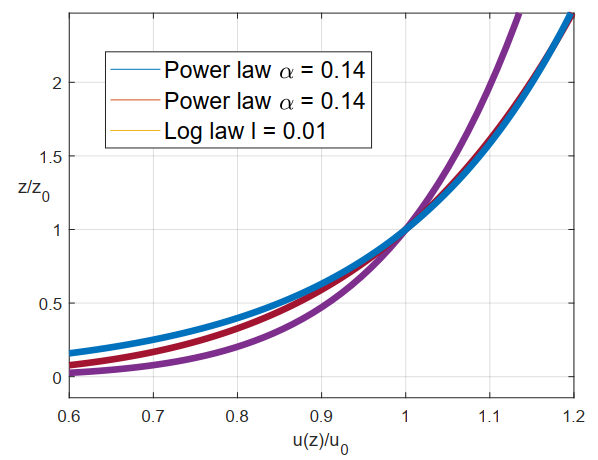 Power law α = 0.14
Power law α = 0.14
Log law I = 0.01
2
1.5
z/z0
1
0.5
0
0.6 0.7 0.8 0.9 1 1.1 1.2
u(z)/u0